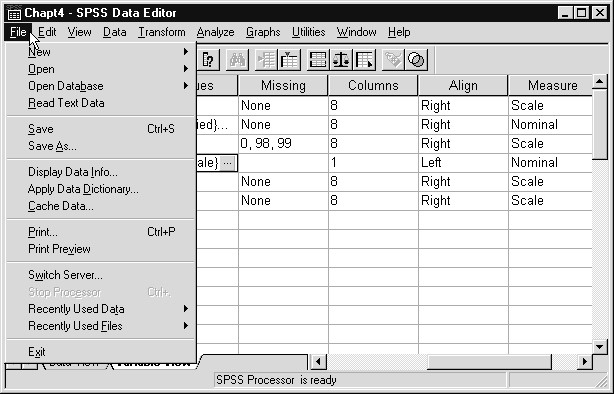 Chapt4 - SPSS Data Editor
File Edit View Data Transform Analyze Graphs Utilities Window Help
New
Open
Open Database
Read Text Data
Save Ctrl+S
Save As...
Display Data Info...
Apply Data Dictionary...
Cache Data...
Print... Ctrl+P
Print Preview
Switch Server...
Stop Processor Ctrl+.
Recently Used Data
Recently Used Files
Exit
ues Missing Columns Align Measure
None 8 Right Scale
ied}... None 8 Right Nominal
0, 98, 99 8 Right Scale
ale} ... 1 Left Nominal
None 8 Right Scale
None 8 Right Scale
SPSS Processor is ready